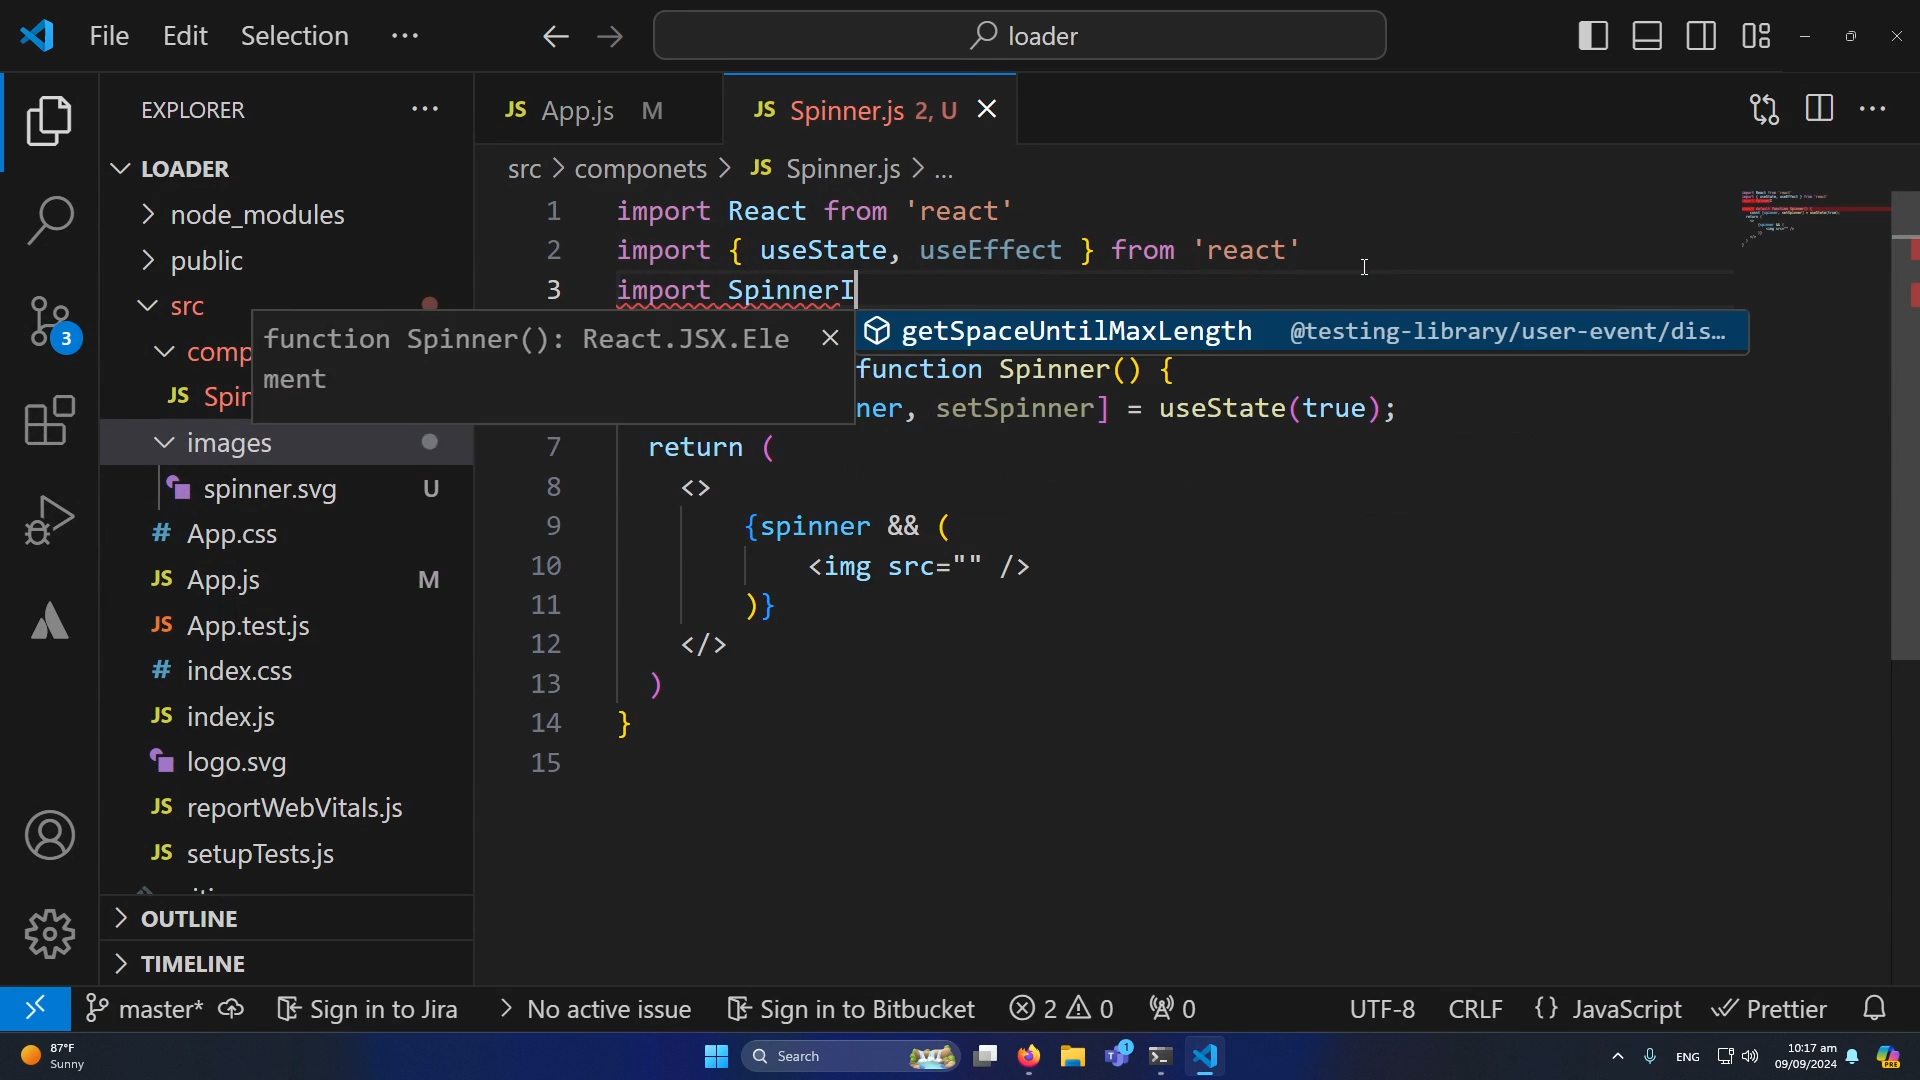 File Edit Selection ··· loader
EXPLORER
LOADER
node_modules
public
src
comp
JS Spin
images
spinner.svg U
# App.css
JS App.js M
JS App.test.js
# index.css
JS index.js
logo.svg
JS reportWebVitals.js
JS setupTests.js
OUTLINE
TIMELINE
3
JS App.js M JS Spinner.js 2, U
src > componets > JS Spinner.js > ...
1 import React from 'react'
2 import { useState, useEffect } from 'react'
3 import SpinnerI
function Spinner(): React.JSX.Ele
ment
getSpaceUntilMaxLength @testing-library/user-event/dis...
function Spinner() {
ner, setSpinner] = useState(true);
7 return (
8 <>
9 {spinner && (
10 <img src="" />
11 )}
12 </>
13 )
14 }
15
master* Sign in to Jira No active issue Sign in to Bitbucket 2 0 0 UTF-8 CRLF {} JavaScript Prettier
87°F
Sunny
Search
1
ENG
10:17 am
09/09/2024
PRE